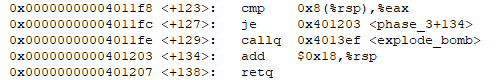 0x00000000004011f8 <+123>: cmp 0x8(%rsp),%eax
0x00000000004011fc <+127>: je 0x401203 <phase_3+134>
0x00000000004011fe <+129>: callq 0x4013ef <explode_bomb>
0x0000000000401203 <+134>: add $0x18,%rsp
0x0000000000401207 <+138>: retq